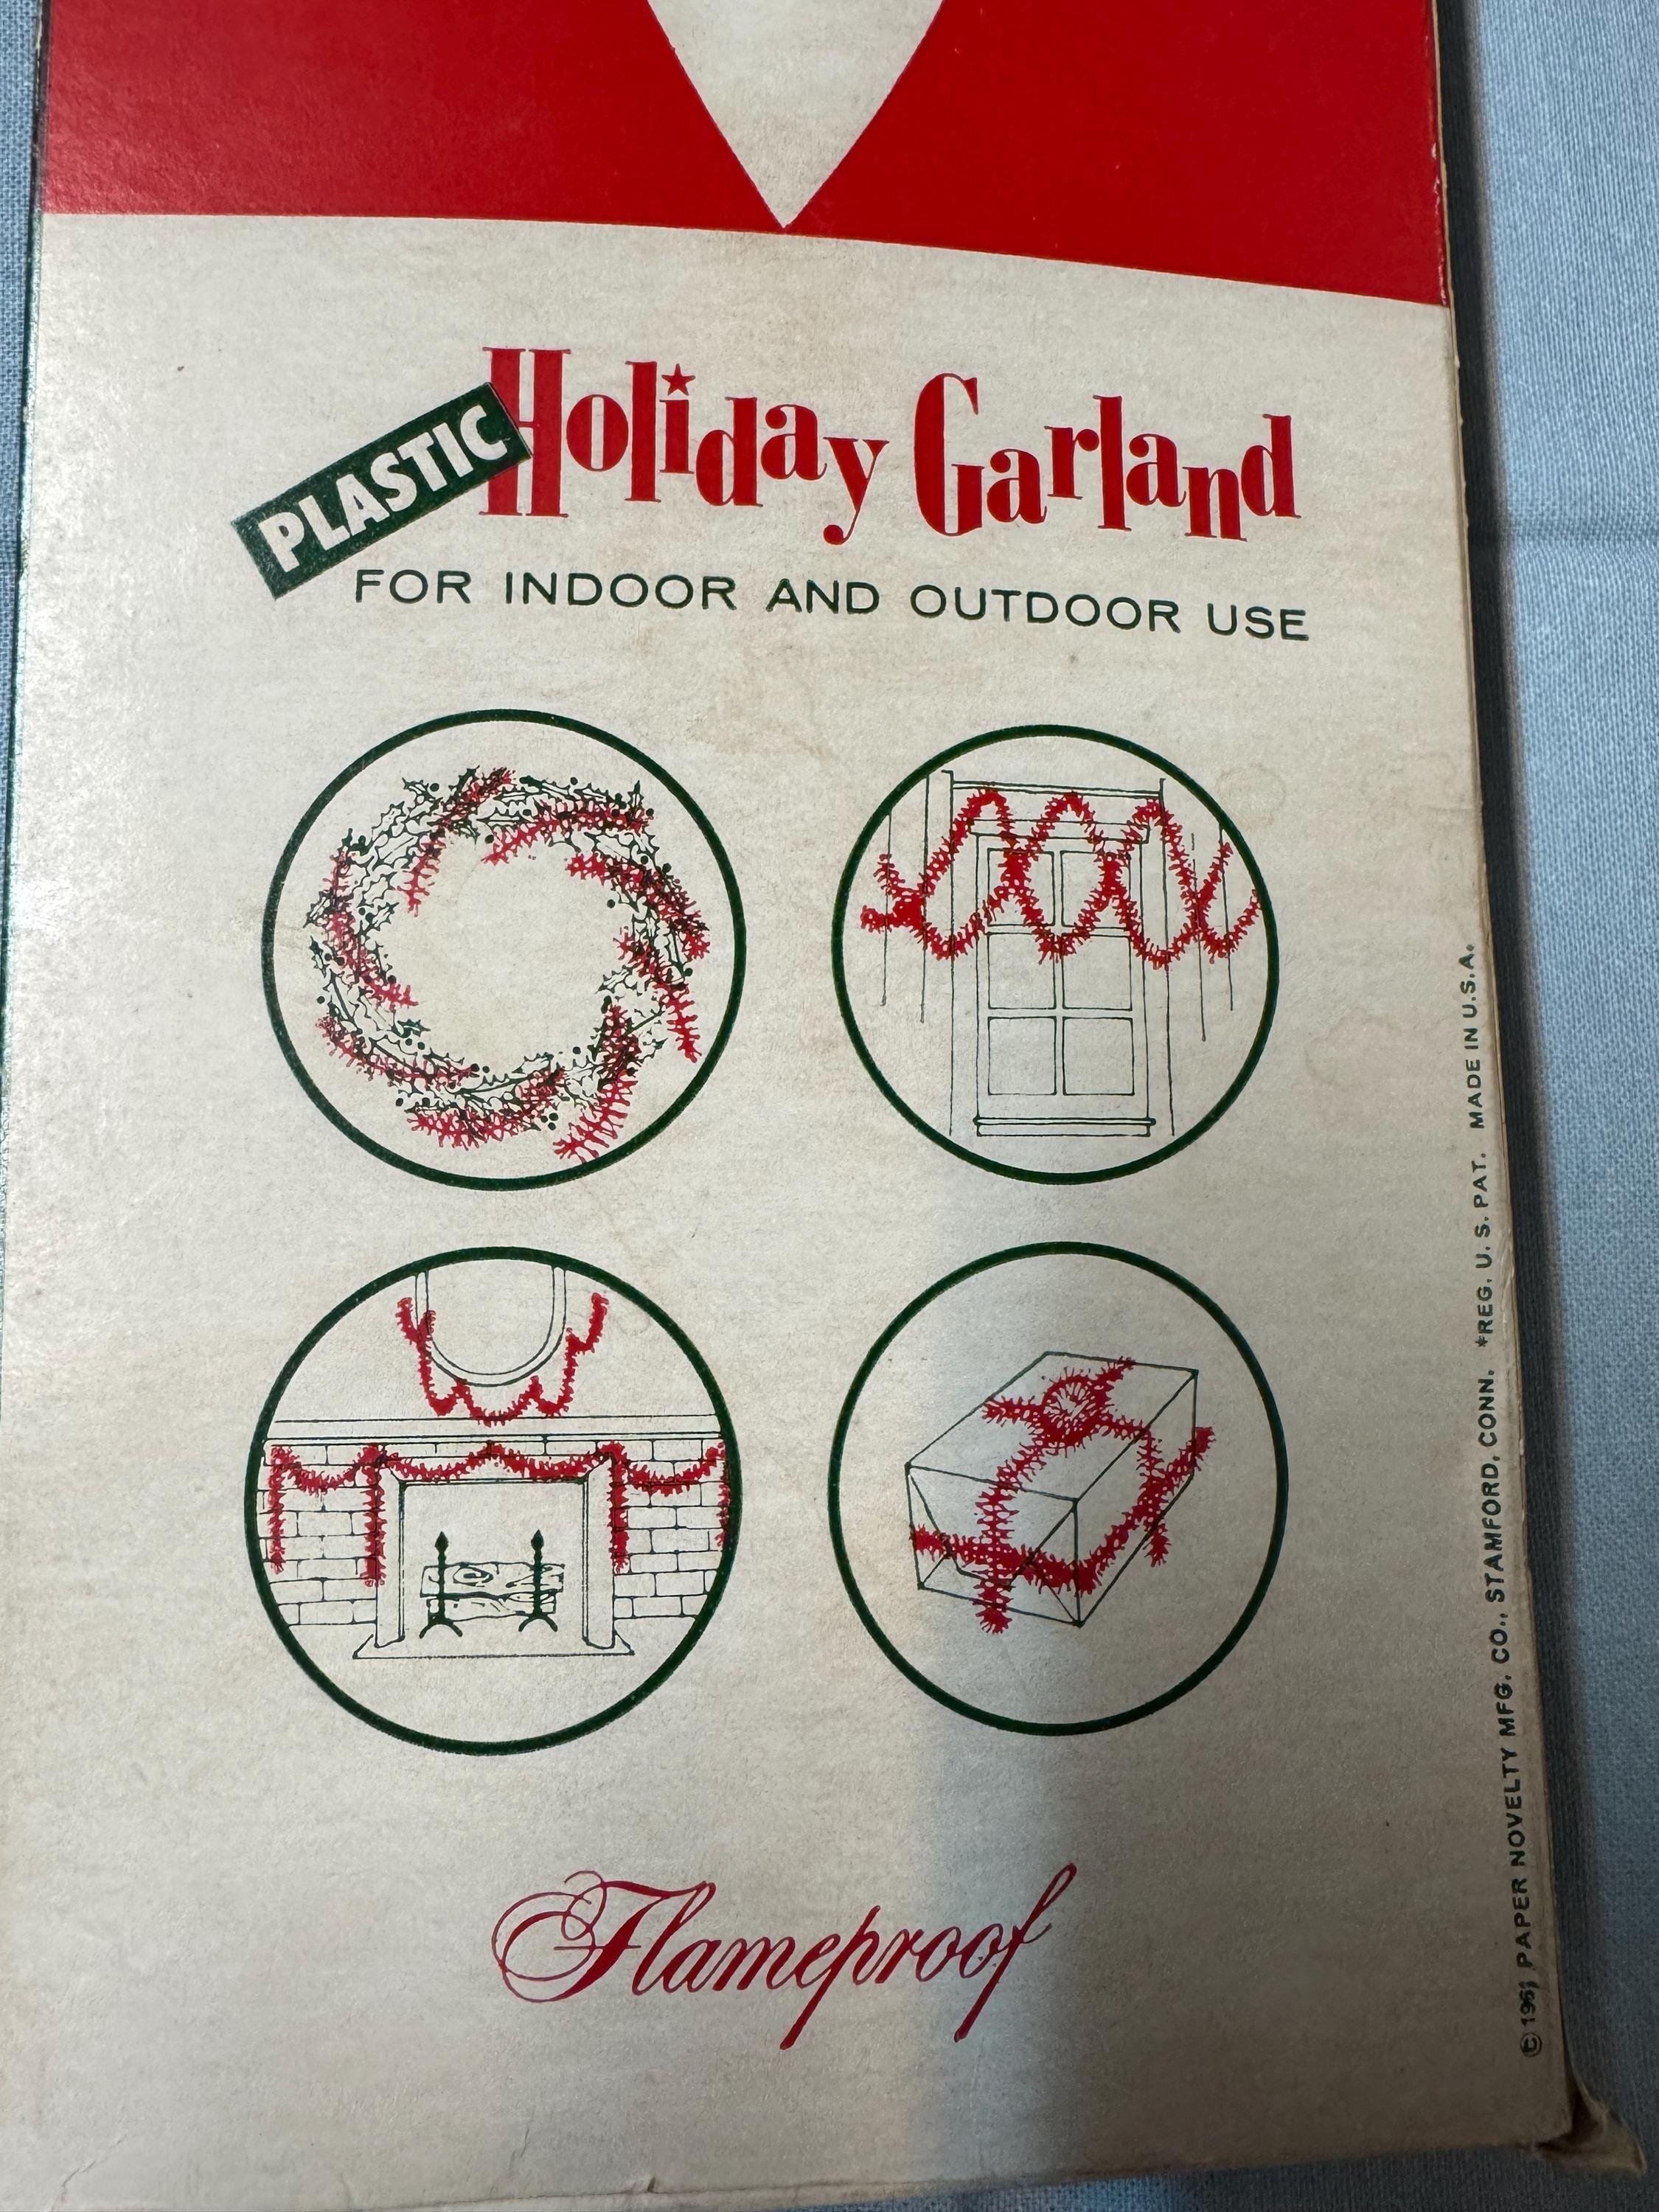 PLASTIC
Holiday Garland
FOR INDOOR AND OUTDOOR USE
Flameproof
© PAPER NOVELTY MFG. CO., STAMFORD, CONN. *REG. U. S. PAT. MADE IN U.S.A.